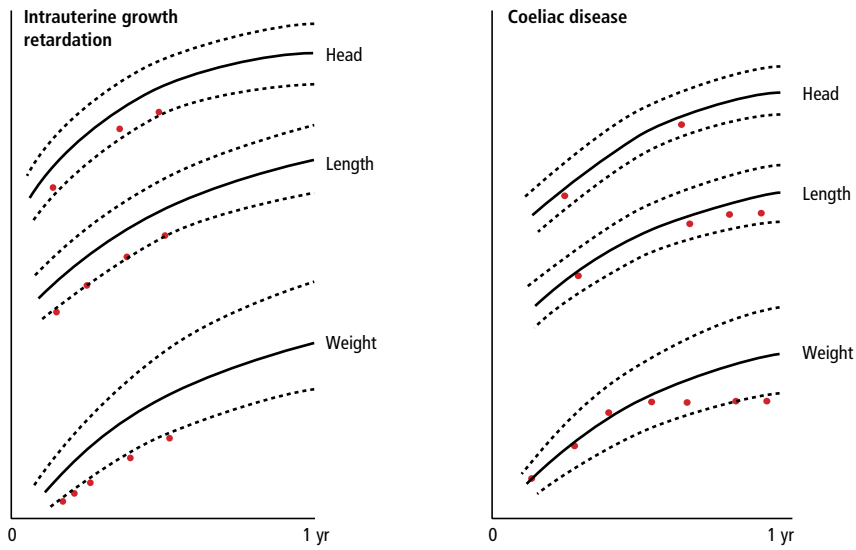 Intrauterine growth
retardation
Head
Length
Weight
0
1 yr
Coeliac disease
Head
Length
Weight
0
1 yr